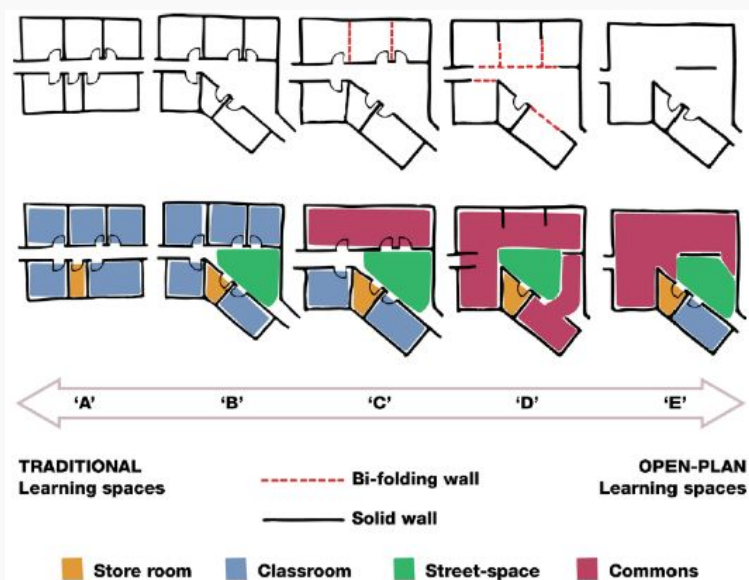 ‘A’ ‘B’ ‘C’ ‘D’ ‘E’
TRADITIONAL
Learning spaces
Bi-folding wall
Solid wall
OPEN-PLAN
Learning spaces
Store room Classroom Street-space Commons